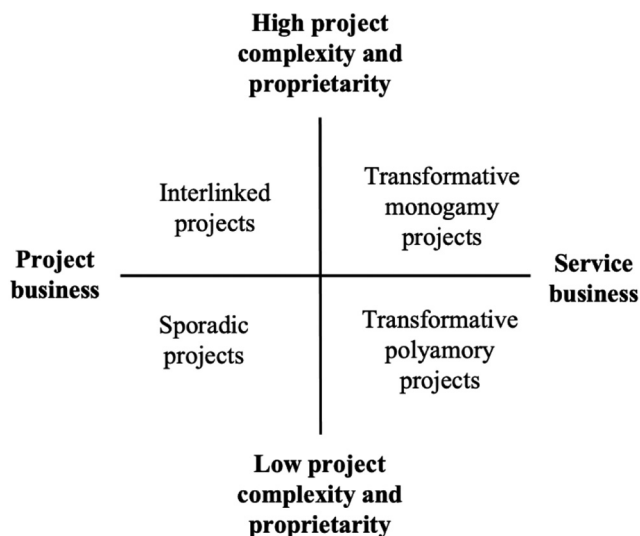 High project
complexity and
proprietarity
Interlinked
projects
Transformative
monogamy
projects
Project
business
Service
business
Sporadic
projects
Transformative
polyamory
projects
Low project
complexity and
proprietarity